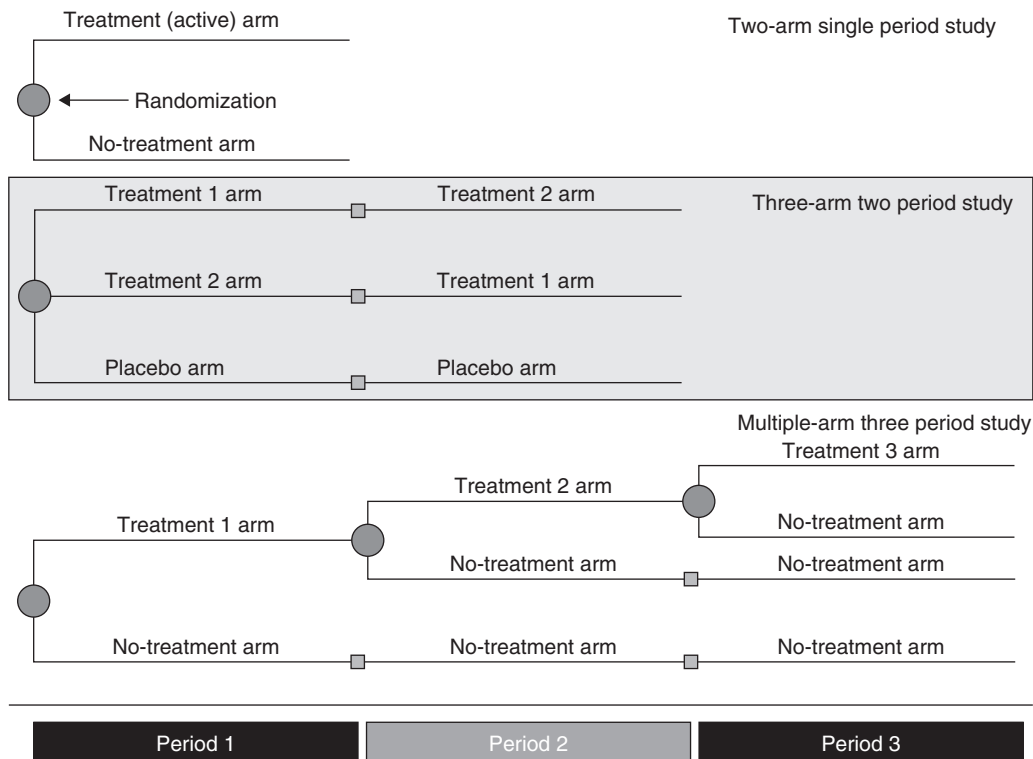 Treatment (active) arm
Two-arm single period study
Randomization
No-treatment arm
Treatment 1 arm
Treatment 2 arm
Three-arm two period study
Treatment 2 arm
Treatment 1 arm
Placebo arm
Placebo arm
Multiple-arm three period study
Treatment 3 arm
Treatment 2 arm
Treatment 1 arm
No-treatment arm
No-treatment arm
No-treatment arm
No-treatment arm
No-treatment arm
No-treatment arm
Period 1
Period 2
Period 3